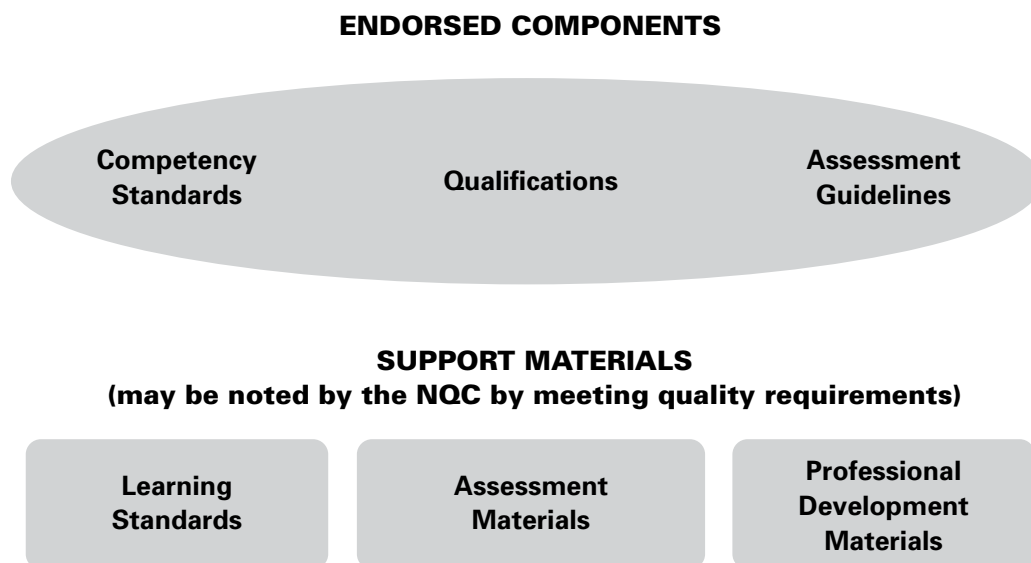 ENDORSED COMPONENTS
Competency
Standards
Qualifications
Assessment
Guidelines
SUPPORT MATERIALS
(may be noted by the NQC by meeting quality requirements)
Learning
Standards
Assessment
Materials
Professional
Development
Materials